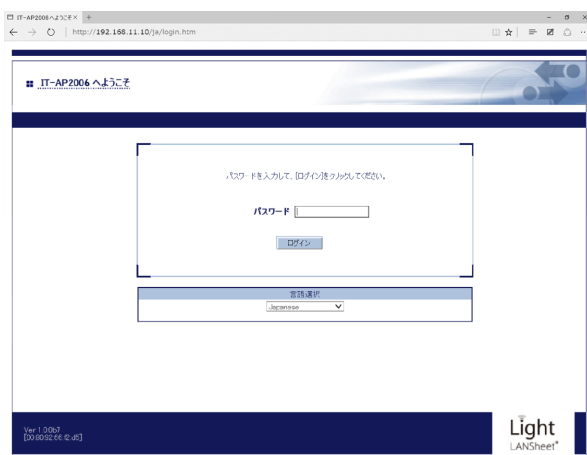 IT-AP2006へようこそ
http://192.168.11.10/ja/login.htm
IT-AP2006 へようこそ
パスワードを入力して、[ログイン]をクリックしてください。
パスワード
ログイン
言語選択
Japanese
Ver 1.00b7
Light
LANSheet